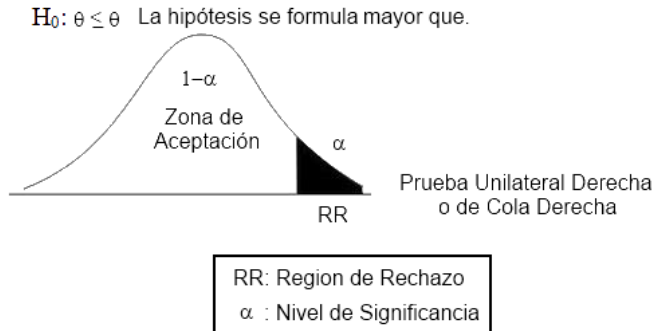 H₀: θ ≤ θ La hipótesis se formula mayor que.
1−α
Zona de
Aceptación
α
RR
Prueba Unilateral Derecha
o de Cola Derecha
RR: Region de Rechazo
α : Nivel de Significancia